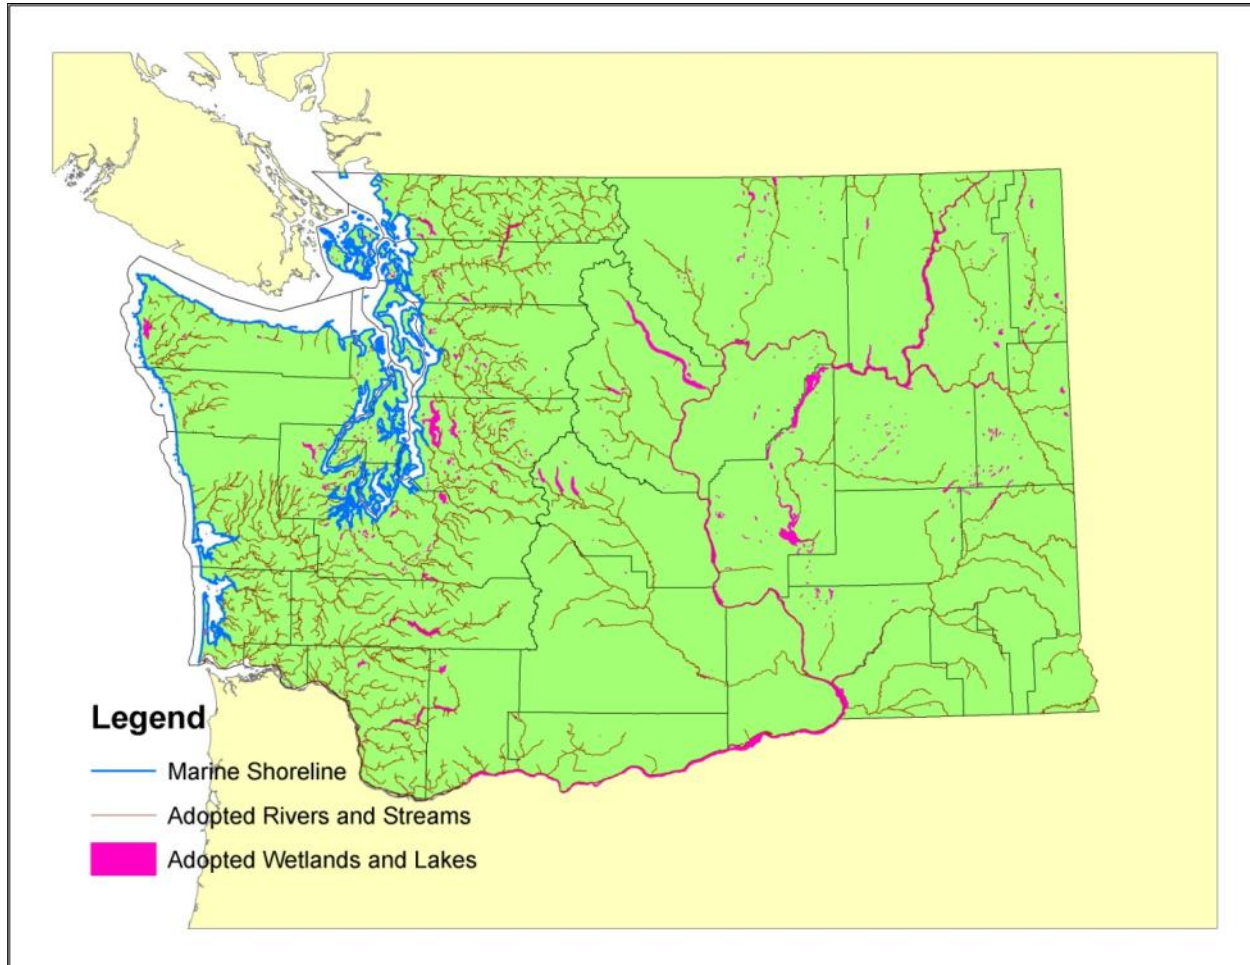 Legend
Marine Shoreline
Adopted Rivers and Streams
Adopted Wetlands and Lakes